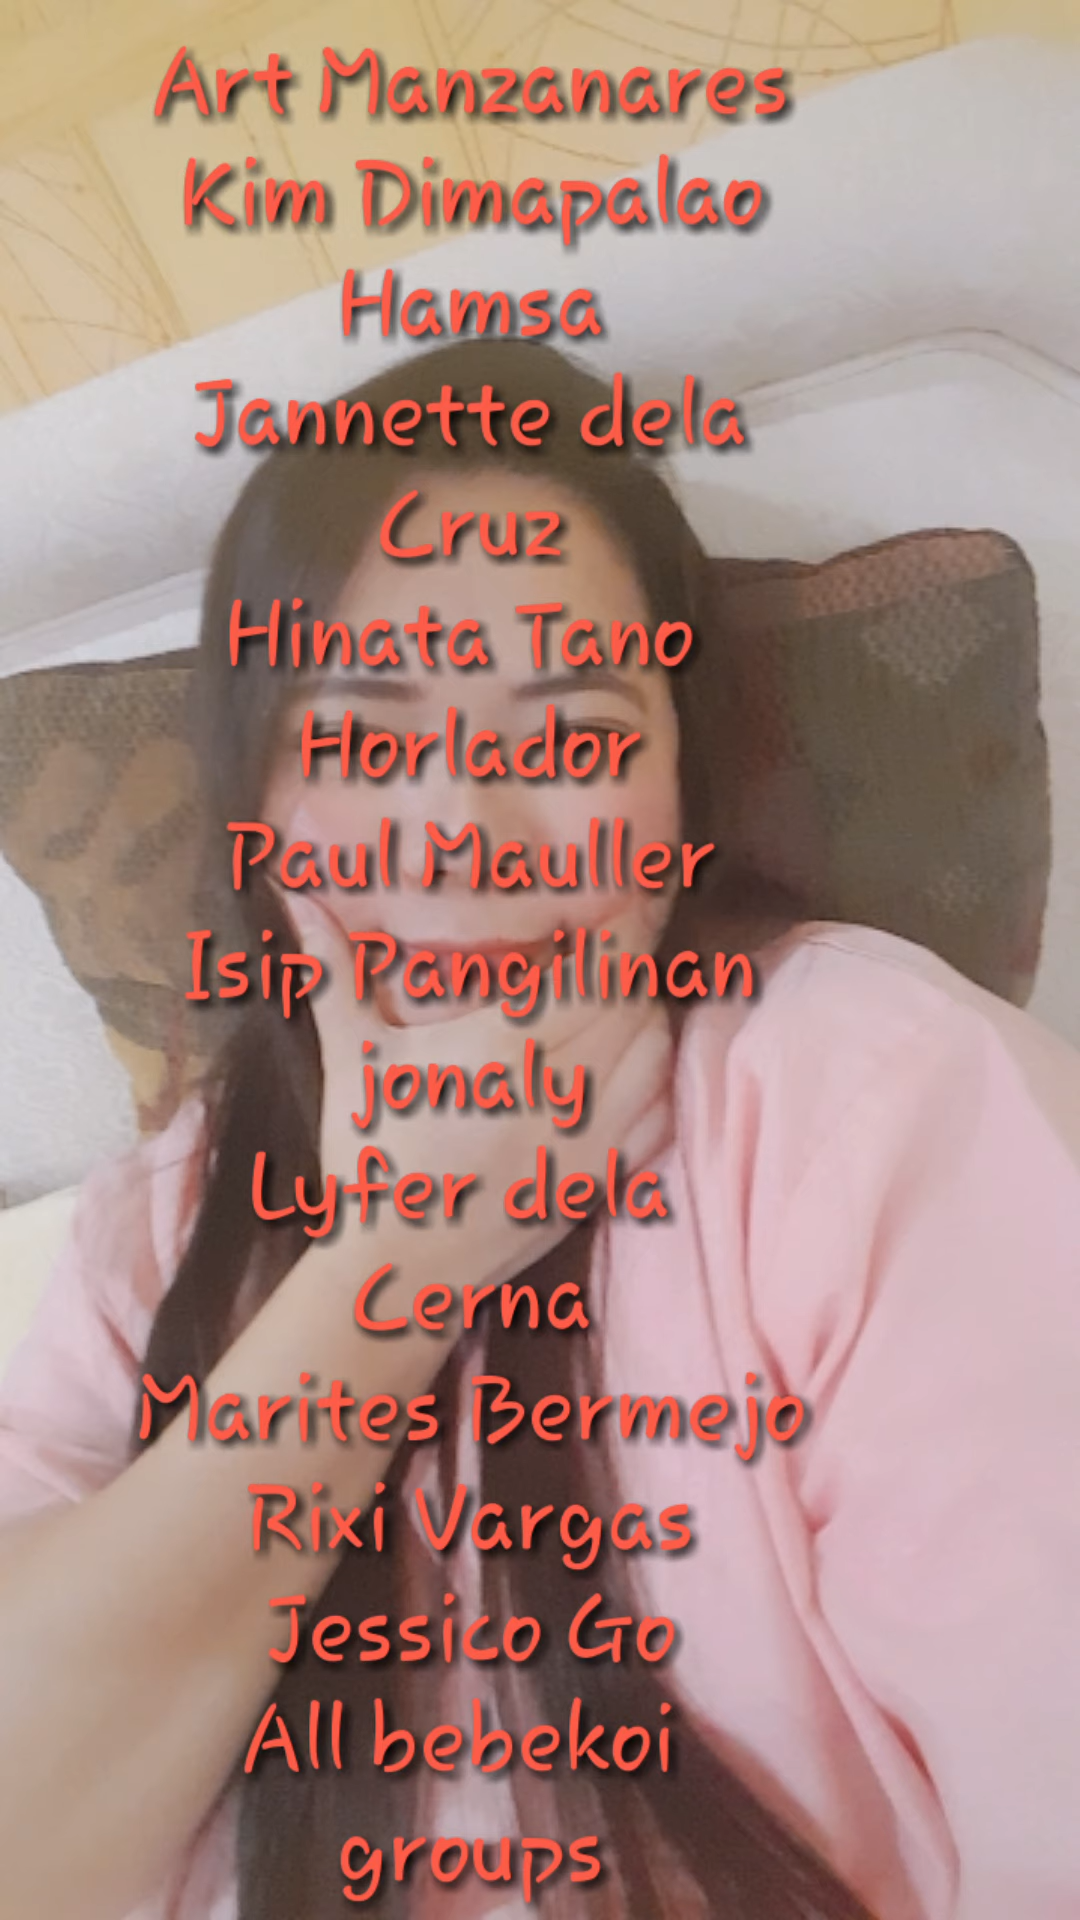 Art Manzanares
Kim Dimapalao
Hamsa
Jannette dela
Cruz
Hinata Tano
Horlador
Paul Mauller
Isip Pangilinan
jonaly
Lyfer dela
Cerna
Marites Bermejo
Rixi Vargas
Jessico Go
All bebekoi
groups